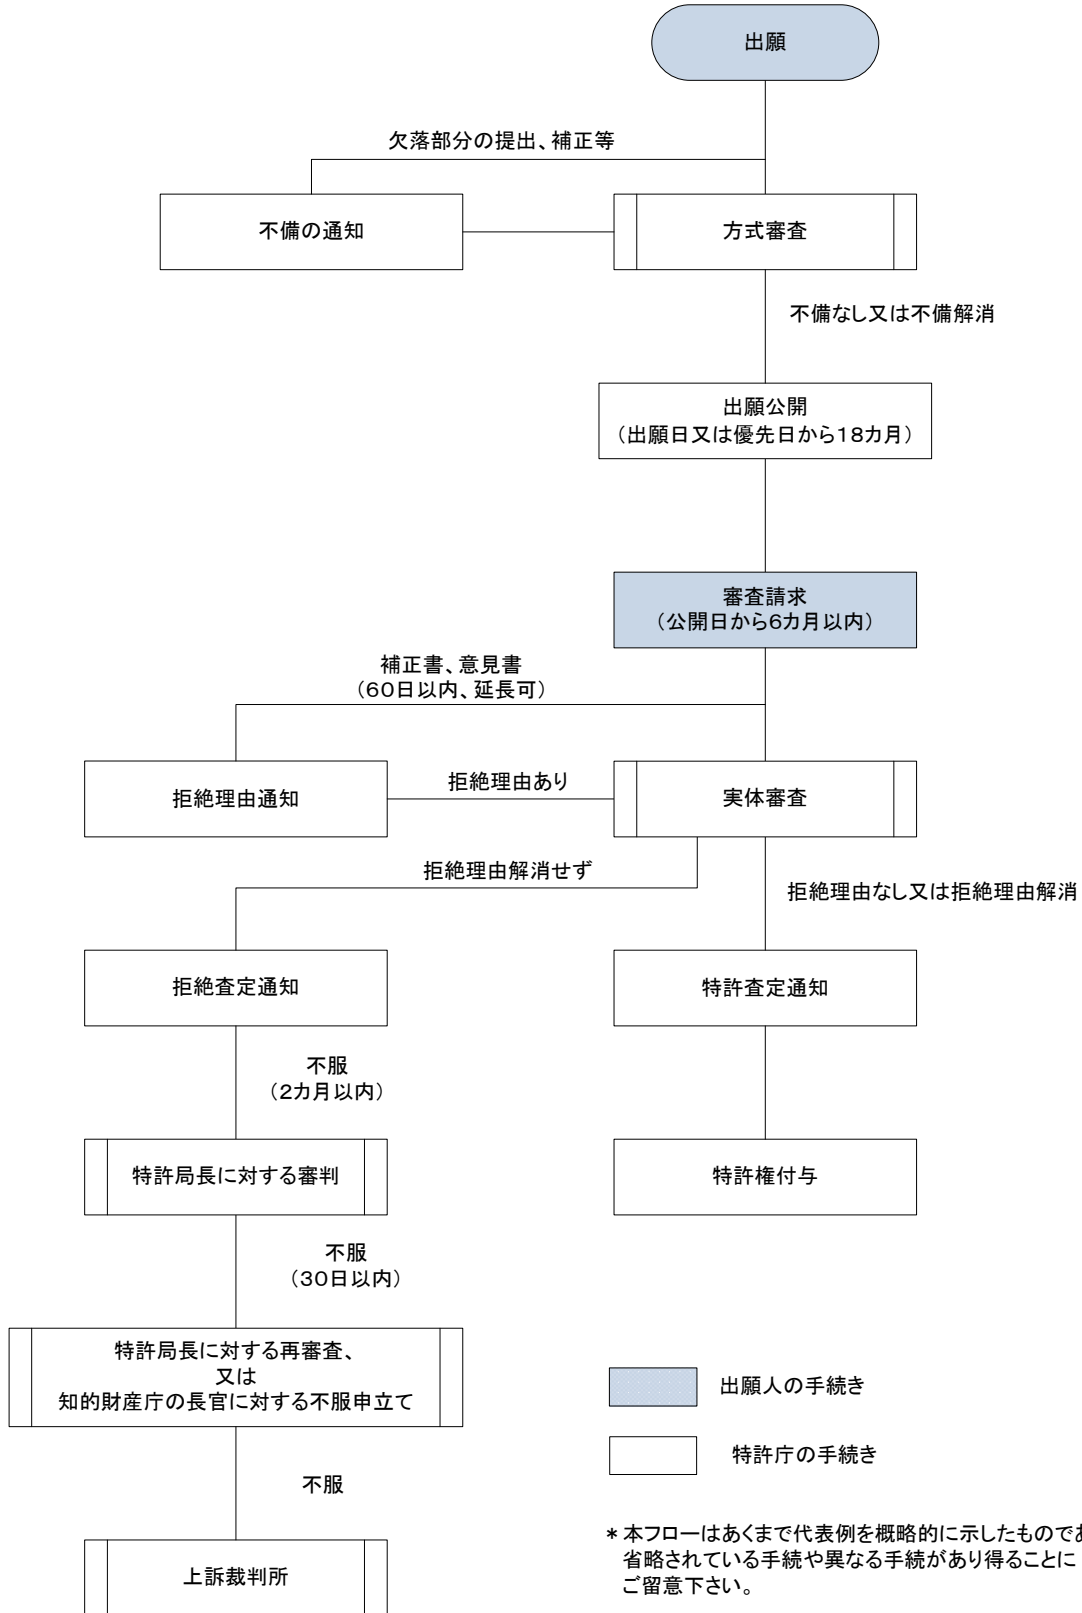 出願
欠落部分の提出、補正等
不備の通知
方式審査
不備なし又は不備解消
出願公開
（出願日又は優先日から18カ月）
審査請求
（公開日から6カ月以内）
補正書、意見書
（60日以内、延長可）
拒絶理由通知
拒絶理由あり
実体審査
拒絶理由解消せず
拒絶理由なし又は拒絶理由解消
拒絶査定通知
特許査定通知
不服
（2カ月以内）
特許局長に対する審判
特許権付与
不服
（30日以内）
特許局長に対する再審査、
又は
知的財産庁の長官に対する不服申立て
出願人の手続き
特許庁の手続き
不服
上訴裁判所
＊本フローはあくまで代表例を概略的に示したものであ
省略されている手続や異なる手続があり得ることに
ご留意下さい。